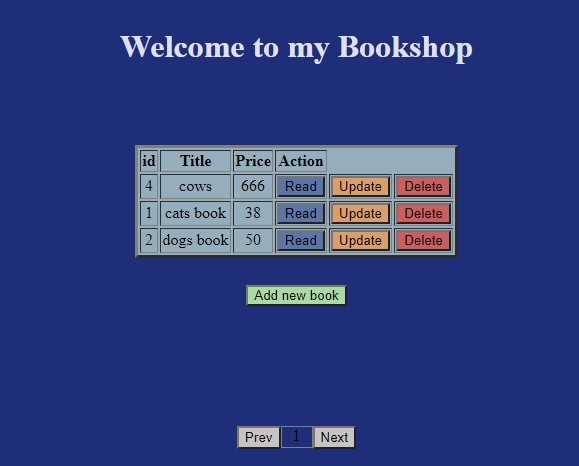 Welcome to my Bookshop
id Title Price Action
4 cows 666 Read Update Delete
1 cats book 38 Read Update Delete
2 dogs book 50 Read Update Delete
Add new book
Prev 1 Next